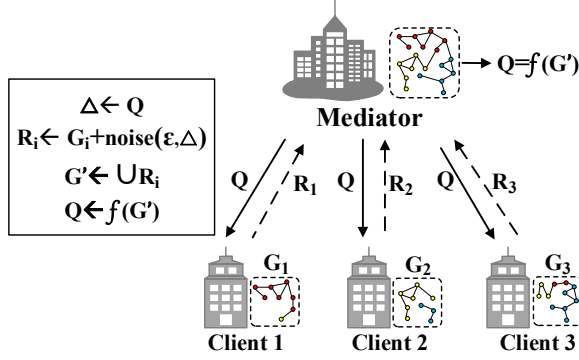 Q=ƒ(G’)
Mediator
Δ← Q
Rᵢ← Gᵢ+noise(ε,Δ)
G’← ∪Rᵢ
Q←ƒ(G’)
Q R₁ Q R₂ Q R₃
G₁ G₂ G₃
Client 1 Client 2 Client 3